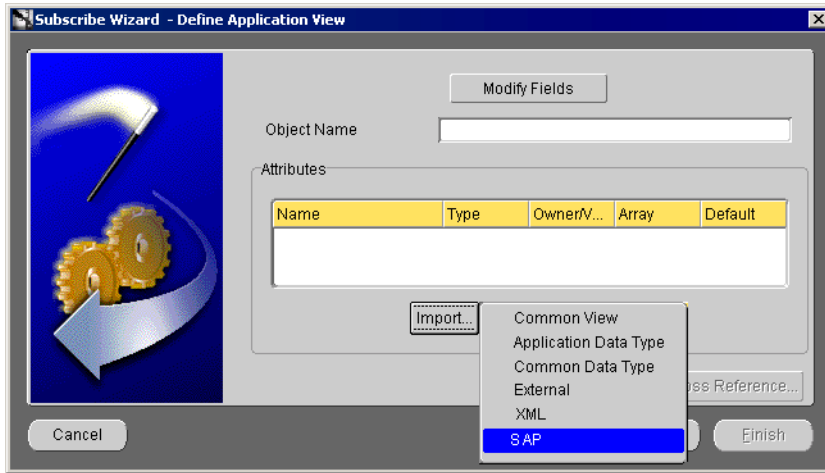 Subscribe Wizard - Define Application View
Modify Fields
Object Name
Attributes
Name Type Owner/V... Array Default
Import...
Common View
Application Data Type
Common Data Type
External
XML
SAP
Reference...
Cancel
Finish